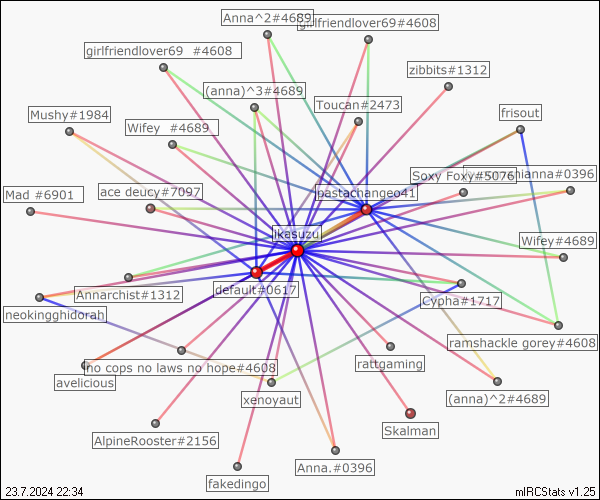 Anna^2#4689
girlfriendlover69#4608
girlfriendlover69 #4608
zibbits#1312
(anna)^3#4689
Toucan#2473
frisout
Mushy#1984
Wifey #4689
Soxy Foxy#5076
anna#0396
Mad #6901
ace deucy#7097
pastachangeo41
jkasuzu
Wifey#4689
default#0617
Annarchist#1312
Cypha#1717
neokingghidorah
ramshackle gorey#4608
no cops no laws no hope#4608
rattgaming
avelicious
xenoyaut
(anna)^2#4689
Skalman
AlpineRooster#2156
Anna.#0396
fakedingo
23.7.2024 22:34
mIRCStats v1.25